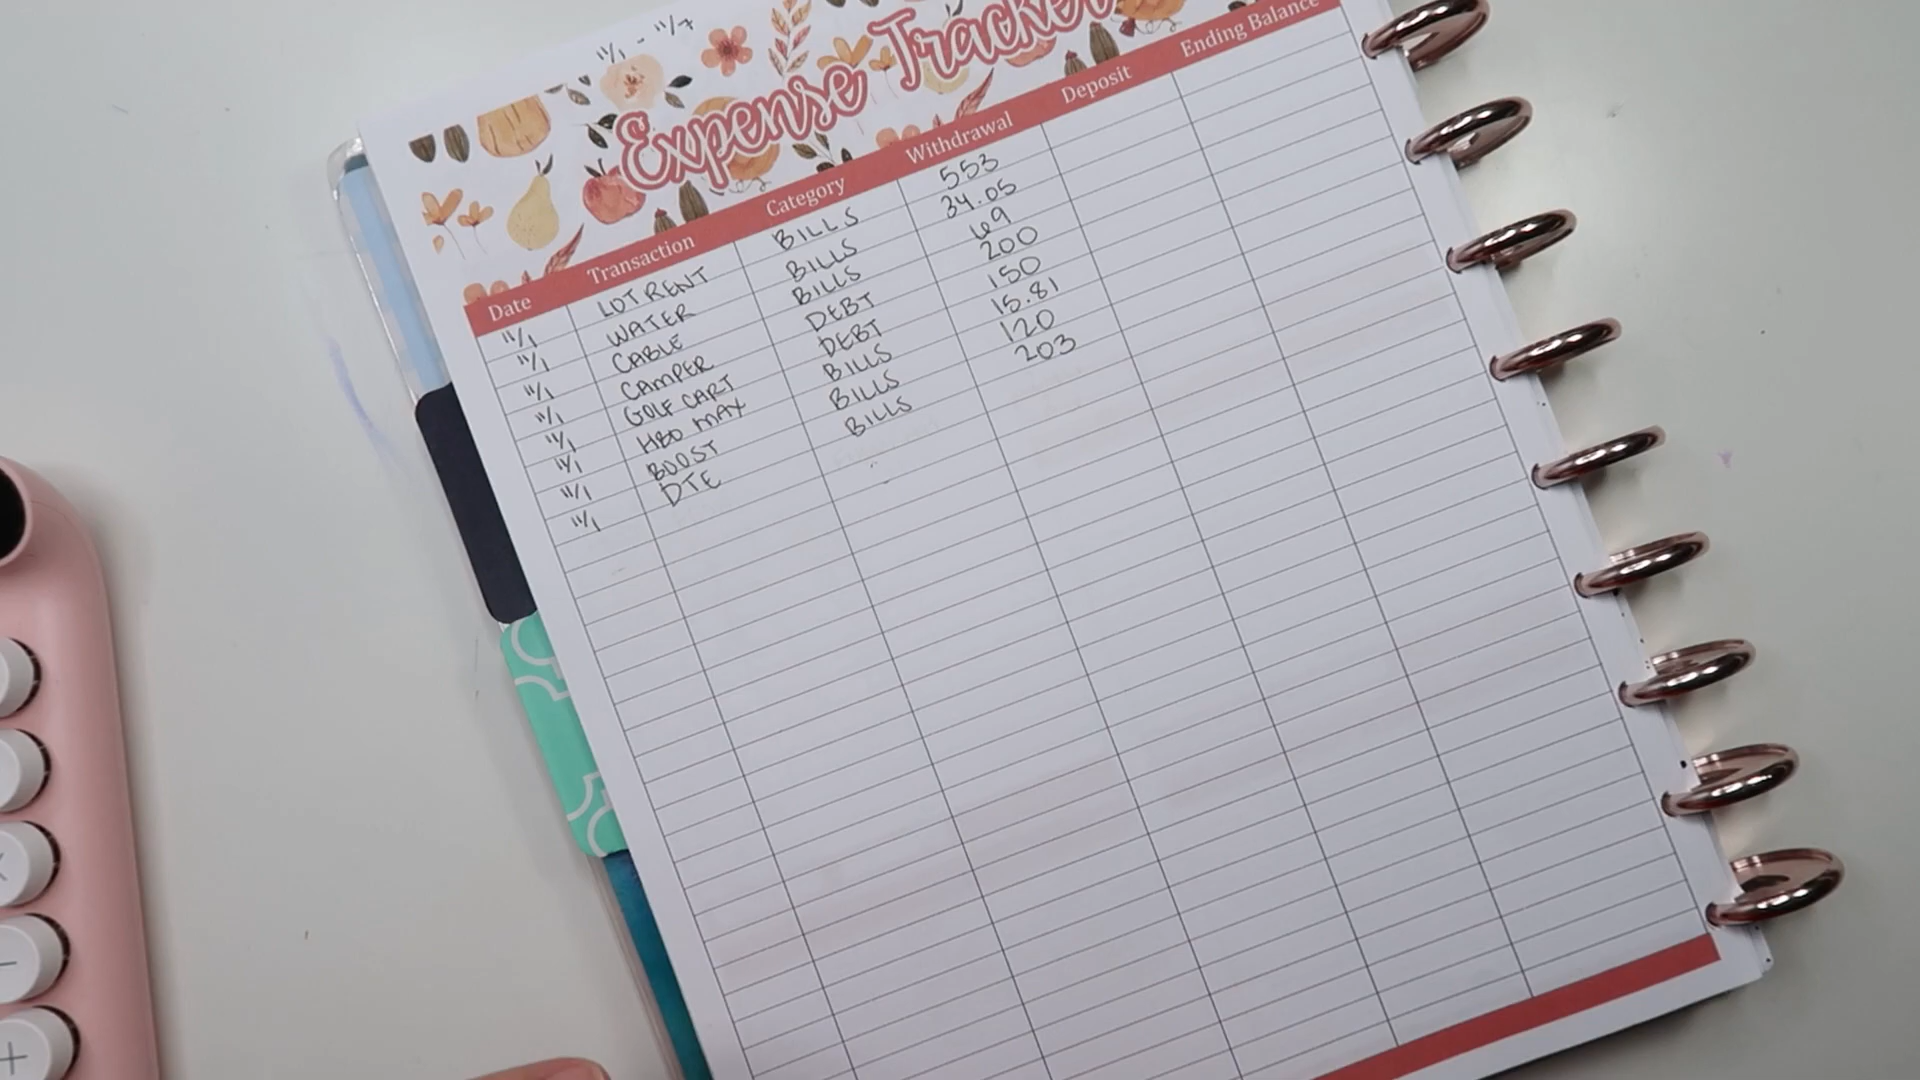 11/1 - 11/7
Expense Tracker
Date Transaction Category Withdrawal Deposit Ending Balance
11/1 LOT RENT BILLS 553
11/1 WATER BILLS 34.05
11/1 CABLE BILLS 69
11/1 CAMPER DEBT 200
11/1 GOLF CART DEBT 150
11/1 HBO MAX BILLS 15.81
11/1 BOOST BILLS 120
11/1 DTE BILLS 203
-
+